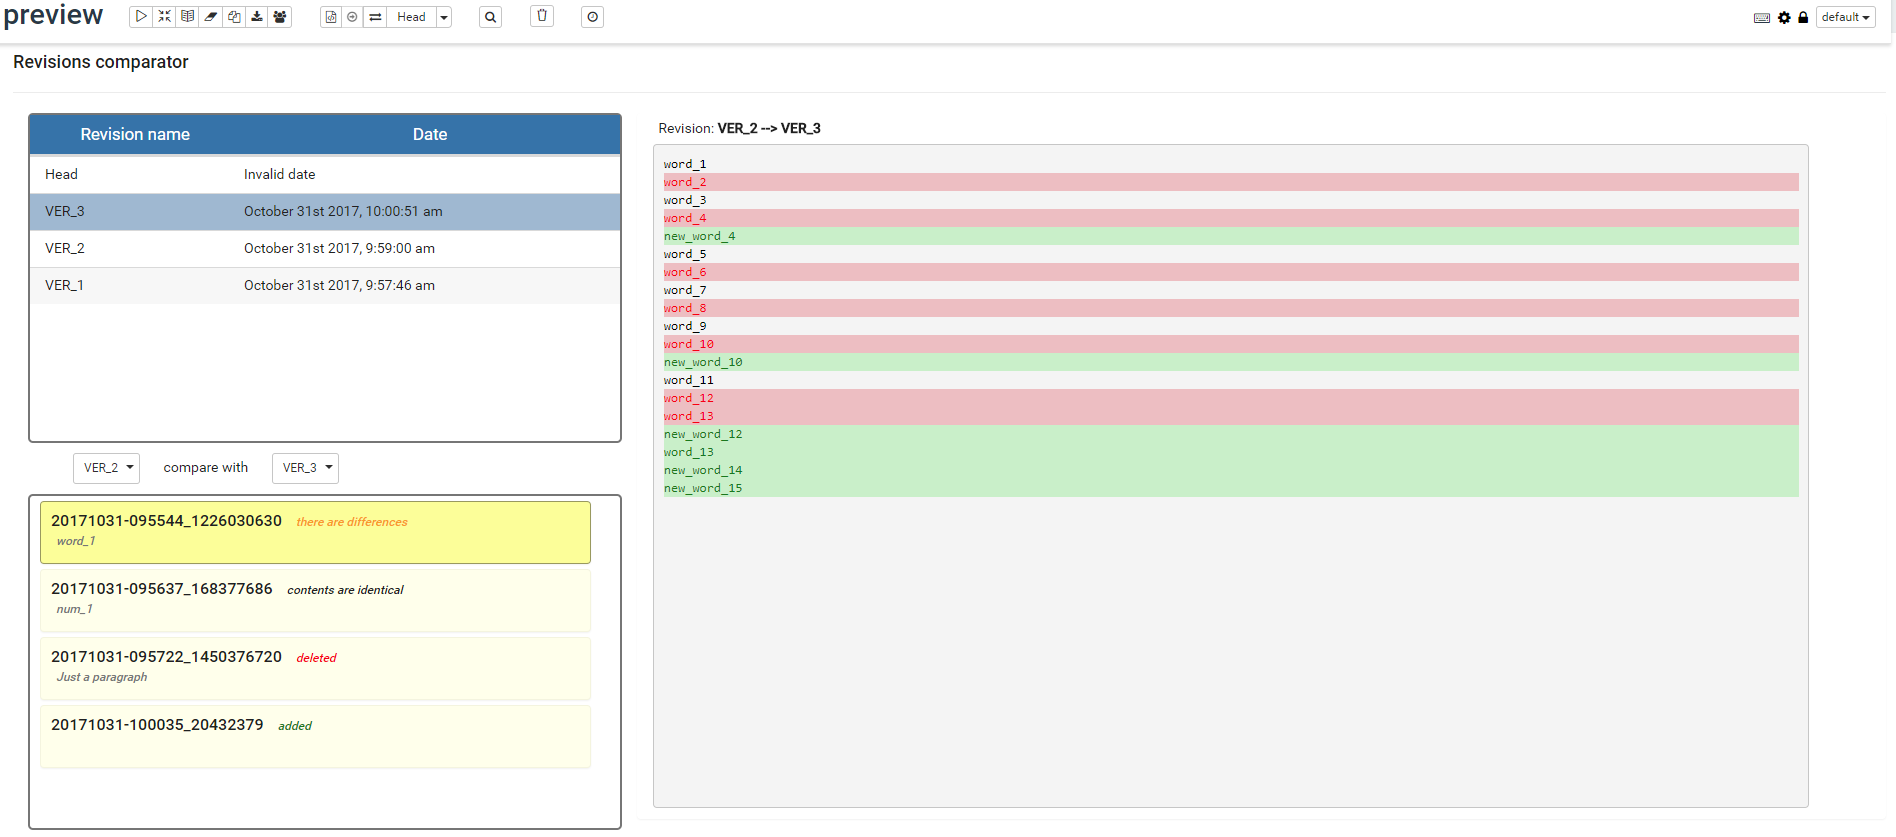 preview Head default
Revisions comparator
Revision name Date
Head Invalid date
VER_3 October 31st 2017, 10:00:51 am
VER_2 October 31st 2017, 9:59:00 am
VER_1 October 31st 2017, 9:57:46 am
VER_2 compare with VER_3
20171031-095544_1226030630 there are differences
word_1
20171031-095637_168377686 contents are identical
num_1
20171031-095722_1450376720 deleted
Just a paragraph
20171031-100035_20432379 added
Revision: VER_2 --> VER_3
word_1
word_2
word_3
word_4
new_word_4
word_5
word_6
word_7
word_8
word_9
word_10
new_word_10
word_11
word_12
word_13
new_word_12
word_13
new_word_14
new_word_15